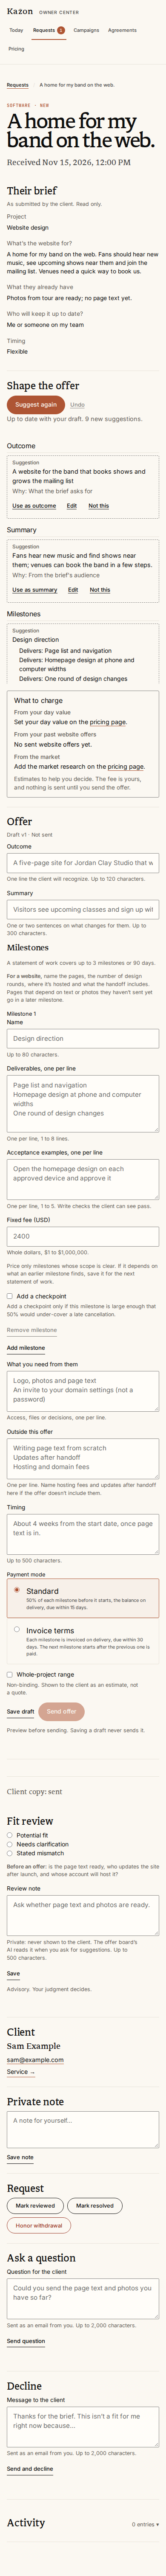 Kazon OWNER CENTER
Today Requests 1 Campaigns Agreements
Pricing
Requests A home for my band on the web.
SOFTWARE · NEW
A home for my
band on the web.
Received Nov 15, 2026, 12:00 PM
Their brief
As submitted by the client. Read only.
Project
Website design
What's the website for?
A home for my band on the web. Fans should hear new
music, see upcoming shows near them and join the
mailing list. Venues need a quick way to book us.
What they already have
Photos from tour are ready; no page text yet.
Who will keep it up to date?
Me or someone on my team
Timing
Flexible
Shape the offer
Suggest again Undo
Up to date with your draft. 9 new suggestions.
Outcome
Suggestion
A website for the band that books shows and
grows the mailing list
Why: What the brief asks for
Use as outcome Edit Not this
Summary
Suggestion
Fans hear new music and find shows near
them; venues can book the band in a few steps.
Why: From the brief's audience
Use as summary Edit Not this
Milestones
Suggestion
Design direction
Delivers: Page list and navigation
Delivers: Homepage design at phone and
computer widths
Delivers: One round of design changes
What to charge
From your day value
Set your day value on the pricing page.
From your past website offers
No sent website offers yet.
From the market
Add the market research on the pricing page.
Estimates to help you decide. The fee is yours,
and nothing is sent until you send the offer.
Offer
Draft v1 · Not sent
Outcome
A five-page site for Jordan Clay Studio that w
One line the client will recognize. Up to 120 characters.
Summary
Visitors see upcoming classes and sign up wit
One or two sentences on what changes for them. Up to
300 characters.
Milestones
A statement of work covers up to 3 milestones or 90 days.
For a website, name the pages, the number of design
rounds, where it's hosted and what the handoff includes.
Pages that depend on text or photos they haven't sent yet
go in a later milestone.
Milestone 1
Name
Design direction
Up to 80 characters.
Deliverables, one per line
Page list and navigation
Homepage design at phone and computer
widths
One round of design changes
One per line, 1 to 8 lines.
Acceptance examples, one per line
Open the homepage design on each
approved device and approve it
One per line, 1 to 5. Write checks the client can see pass.
Fixed fee (USD)
2400
Whole dollars, $1 to $1,000,000.
Price only milestones whose scope is clear. If it depends on
what an earlier milestone finds, save it for the next
statement of work.
Add a checkpoint
Add a checkpoint only if this milestone is large enough that
50% would under-cover a late cancellation.
Remove milestone
Add milestone
What you need from them
Logo, photos and page text
An invite to your domain settings (not a
password)
Access, files or decisions, one per line.
Outside this offer
Writing page text from scratch
Updates after handoff
Hosting and domain fees
One per line. Name hosting fees and updates after handoff
here if the offer doesn't include them.
Timing
About 4 weeks from the start date, once page
text is in.
Up to 500 characters.
Payment mode
Standard
50% of each milestone before it starts, the balance on
delivery, due within 15 days.
Invoice terms
Each milestone is invoiced on delivery, due within 30
days. The next milestone starts after the previous one is
paid.
Whole-project range
Non-binding. Shown to the client as an estimate, not
a quote.
Save draft Send offer
Preview before sending. Saving a draft never sends it.
Client copy: sent
Fit review
Potential fit
Needs clarification
Stated mismatch
Before an offer: is the page text ready, who updates the site
after launch, and whose account will host it?
Review note
Ask whether page text and photos are ready.
Private: never shown to the client. The offer board's
AI reads it when you ask for suggestions. Up to
500 characters.
Save
Advisory. Your judgment decides.
Client
Sam Example
sam@example.com
Service →
Private note
A note for yourself...
Save note
Request
Mark reviewed Mark resolved
Honor withdrawal
Ask a question
Question for the client
Could you send the page text and photos you
have so far?
Sent as an email from you. Up to 2,000 characters.
Send question
Decline
Message to the client
Thanks for the brief. This isn't a fit for me
right now because...
Sent as an email from you. Up to 2,000 characters.
Send and decline
Activity 0 entries ▾